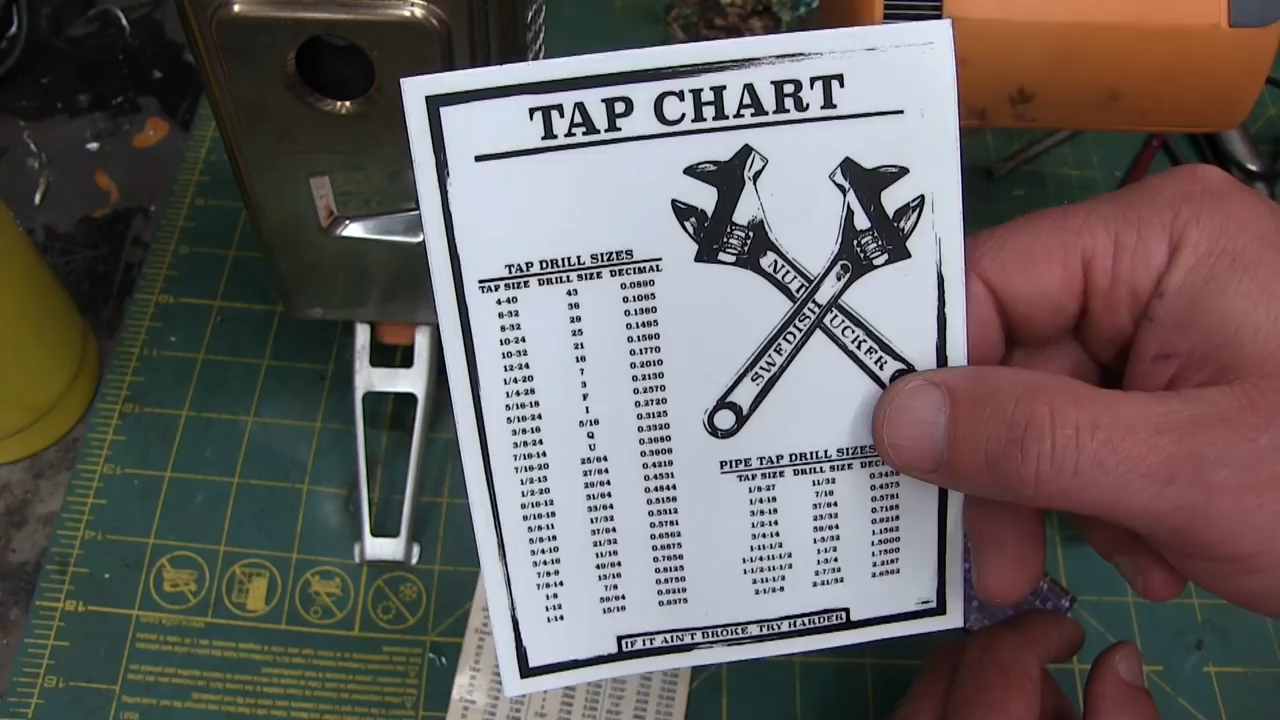 TAP CHART
TAP DRILL SIZES
TAP SIZE DRILL SIZE DECIMAL
4-40 43 0.0890
6-32 36 0.1065
8-32 29 0.1360
10-24 25 0.1495
10-32 21 0.1590
12-24 16 0.1770
1/4-20 7 0.2010
1/4-28 3 0.2130
5/16-18 F 0.2570
5/16-24 I 0.2720
3/8-16 5/16 0.3125
3/8-24 Q 0.3320
7/16-14 U 0.3680
7/16-20 25/64 0.3906
1/2-13 27/64 0.4219
1/2-20 29/64 0.4531
9/16-12 31/64 0.4844
9/16-18 33/64 0.5156
5/8-11 17/32 0.5312
5/8-18 37/64 0.5781
3/4-10 21/32 0.6562
3/4-16 11/16 0.6875
7/8-9 49/64 0.7656
7/8-14 13/16 0.8125
1-8 7/8 0.8750
1-12 59/64 0.9219
1-14 15/16 0.9375
NUT UCKER
SWEDISH
PIPE TAP DRILL SIZES
TAP SIZE DRILL SIZE
1/8-27 11/32
1/4-18 7/16 0.4375
3/8-18 37/64 0.5781
1/2-14 23/32 0.7188
3/4-14 59/64 0.9218
1-11-1/2 1-5/32 1.1562
1-1/4-11-1/2 1-1/2 1.5000
1-1/2-11-1/2 1-3/4 1.7500
2-11-1/2 2-7/32 2.2187
2-1/2-8 2-21/32 2.6562
IF IT AIN'T BROKE, TRY HARDER